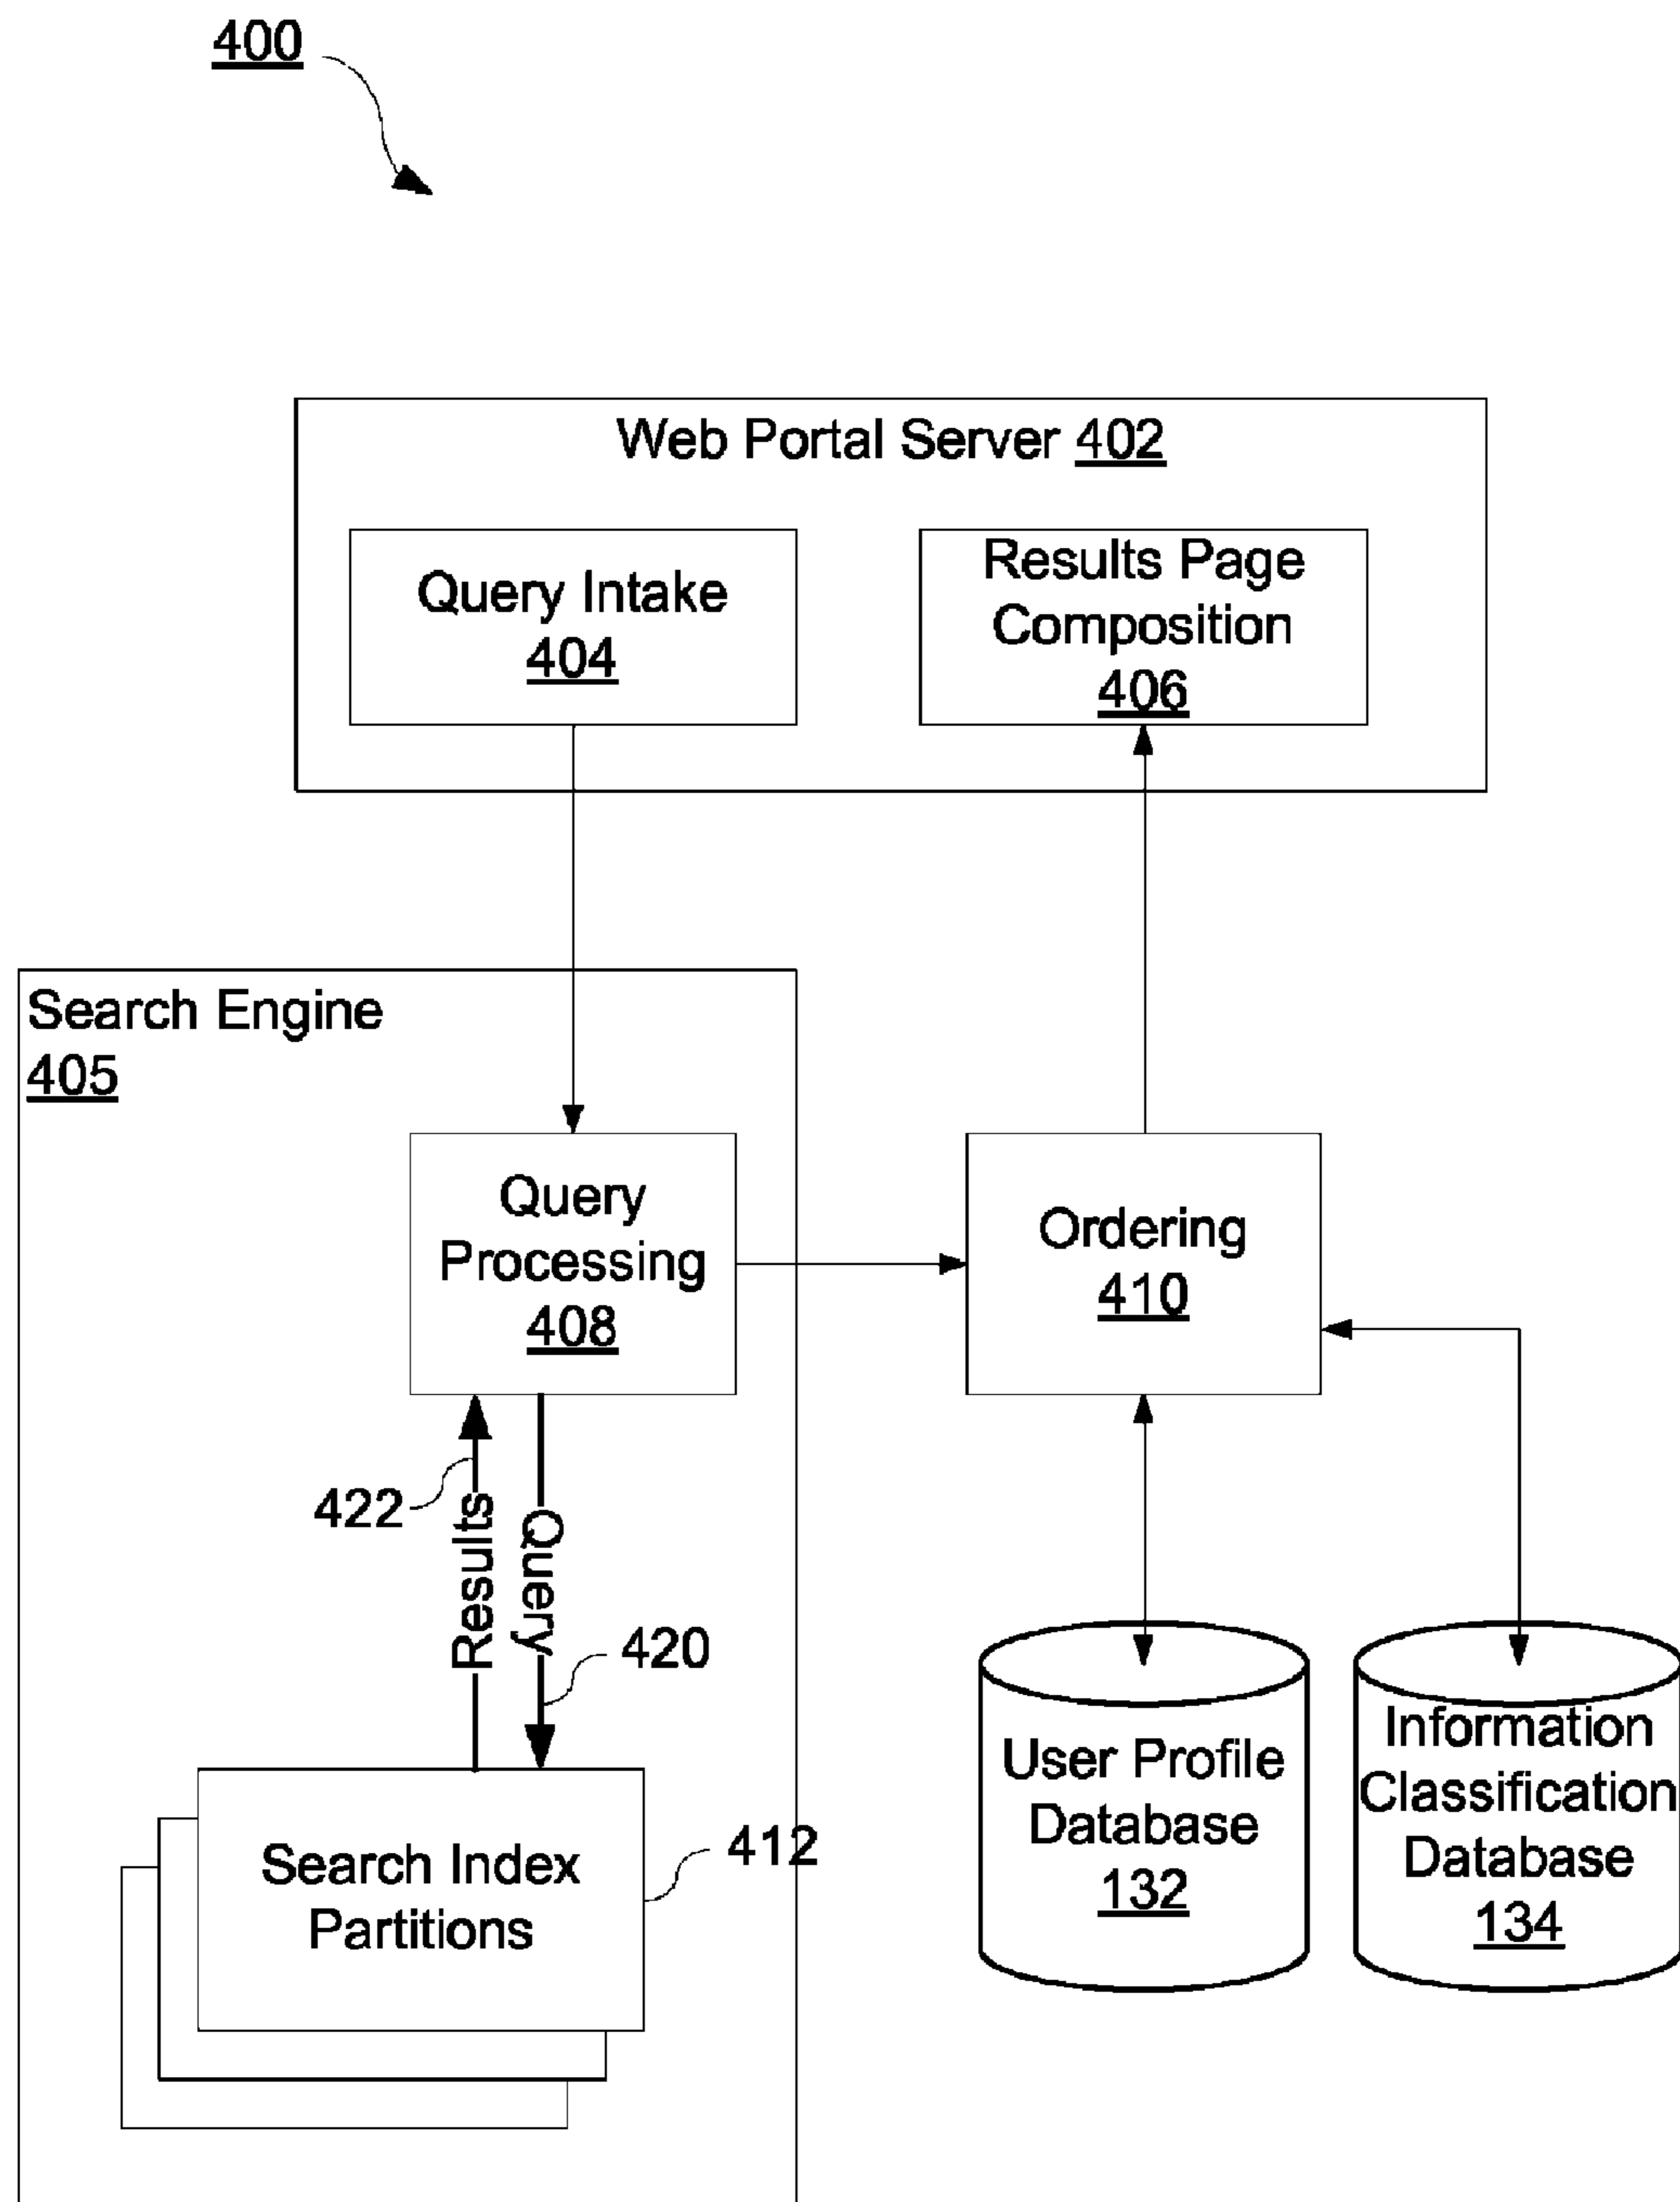 400
Web Portal Server 402
Query Intake
404
Results Page
Composition
406
Search Engine
405
Query
Processing
408
Ordering
410
422
Results
Query
420
Search Index
Partitions
412
User Profile
Database
132
Information
Classification
Database
134